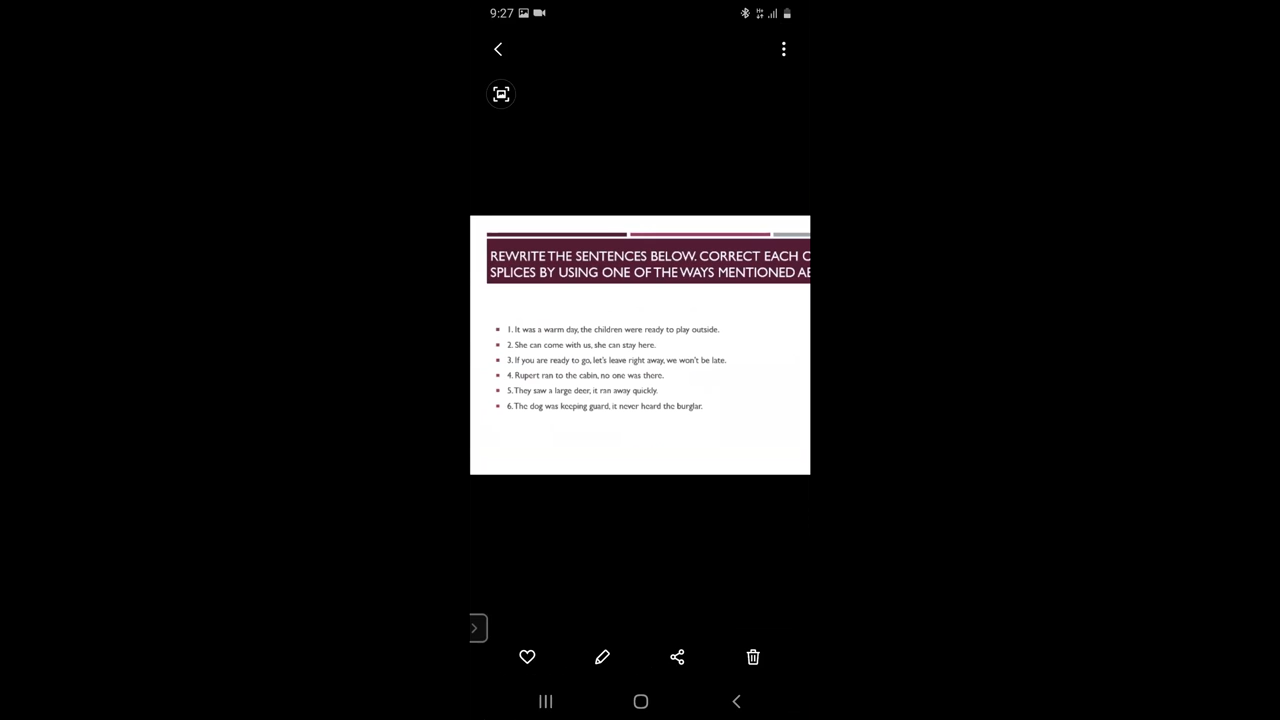 9:27
REWRITE THE SENTENCES BELOW. CORRECT EACH
SPLICES BY USING ONE OF THE WAYS MENTIONED
1. It was a warm day, the children were ready to play outside.
2. She can come with us, she can stay here.
3. If you are ready to go, let's leave right away, we won't be late.
4. Rupert ran to the cabin, no one was there.
5. They saw a large deer, it ran away quickly.
6. The dog was keeping guard, it never heard the burglar.